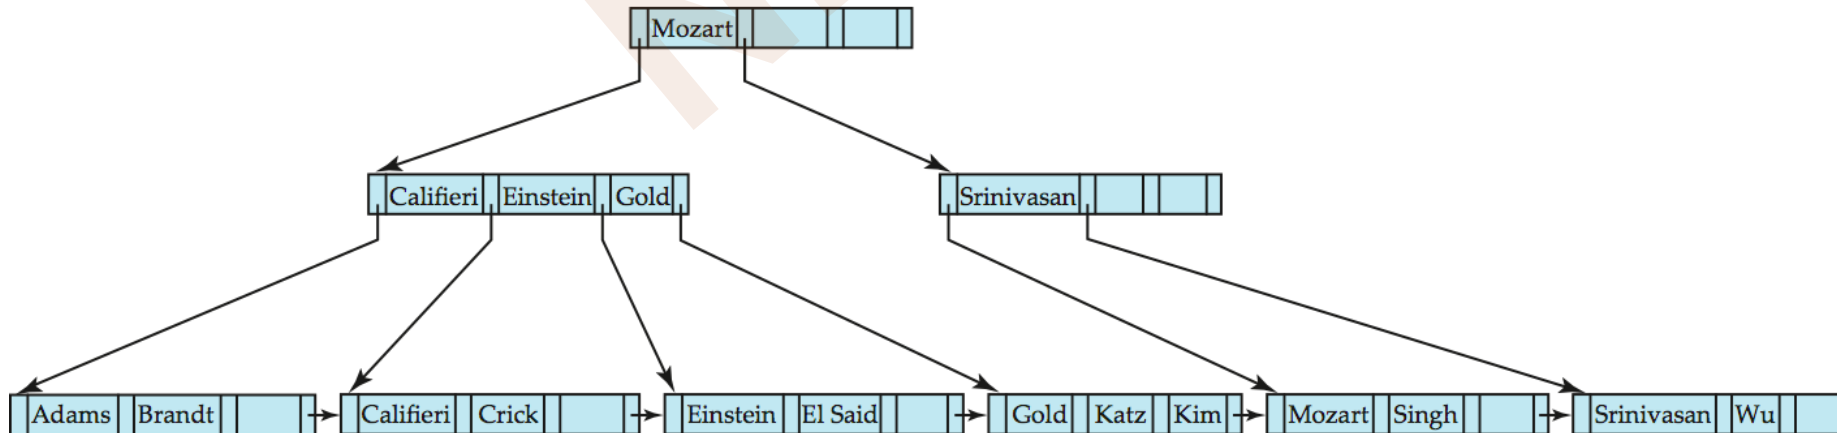 Mozart
Califieri Einstein Gold
Srinivasan
Adams Brandt
Califieri Crick
Einstein El Said
Gold Katz Kim
Mozart Singh
Srinivasan Wu